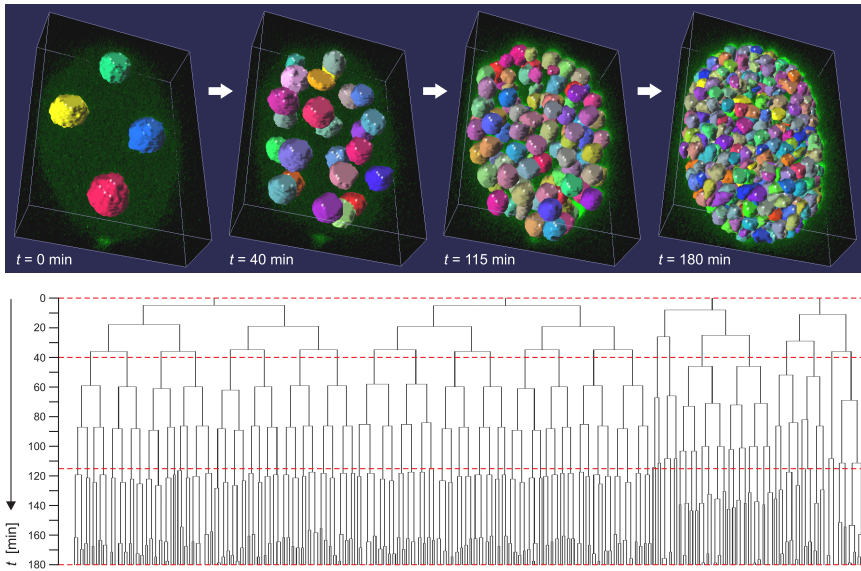 t = 0 min
t = 40 min
t = 115 min
t = 180 min
0
20
40
60
80
100
120
140
160
180
t [min]